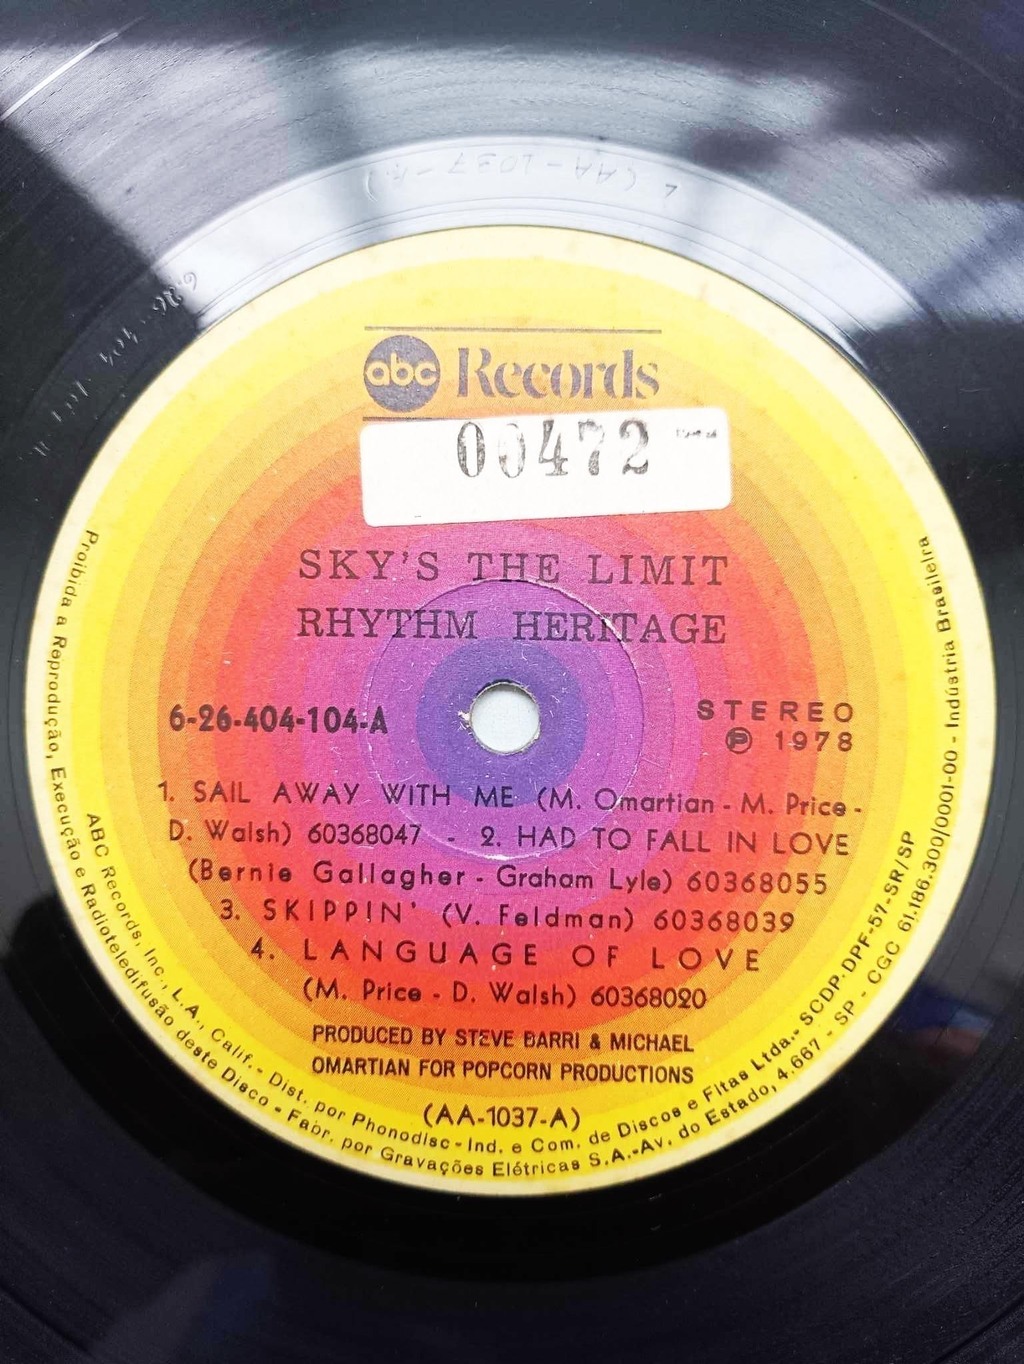 abc Records
00472
SKY'S THE LIMIT
RHYTHM HERITAGE
6-26-404-104-A
STEREO
Ⓟ 1978
1. SAIL AWAY WITH ME (M. Omartian - M. Price -
D. Walsh) 60368047 - 2. HAD TO FALL IN LOVE
(Bernie Gallagher - Graham Lyle) 60368055
3. SKIPPIN' (V. Feldman) 60368039
4. LANGUAGE OF LOVE
(M. Price - D. Walsh) 60368020
PRODUCED BY STEVE BARRI & MICHAEL
OMARTIAN FOR POPCORN PRODUCTIONS
(AA-1037-A)
ABC Records, Inc., L.A., Calif. - Dist. por Phonodisc - Ind. e Com. de Discos e Fitas Ltda. - SCDP-DPF-57-SR/SP
Proibida a Reprodução, Execução e Radioteledifusão deste Disco - Fabr. por Gravações Elétricas S.A. - Av. do Estado, 4.667 - SP - CGC 61.186.300/0001-00 - Indústria Brasileira